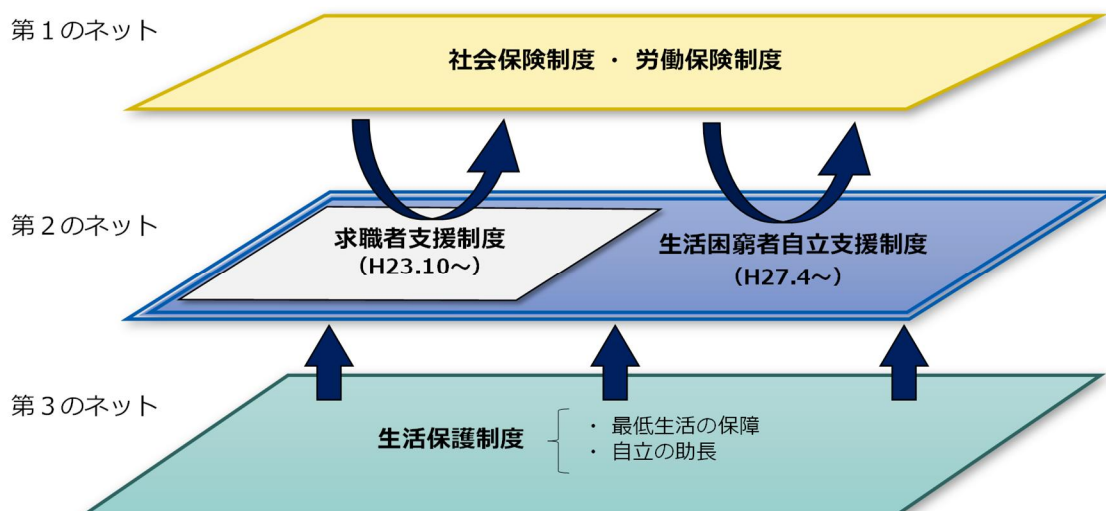 第１のネット
社会保険制度 ・ 労働保険制度
第２のネット
求職者支援制度
（H23.10～）
生活困窮者自立支援制度
（H27.4～）
第３のネット
生活保護制度
・ 最低生活の保障
・ 自立の助長